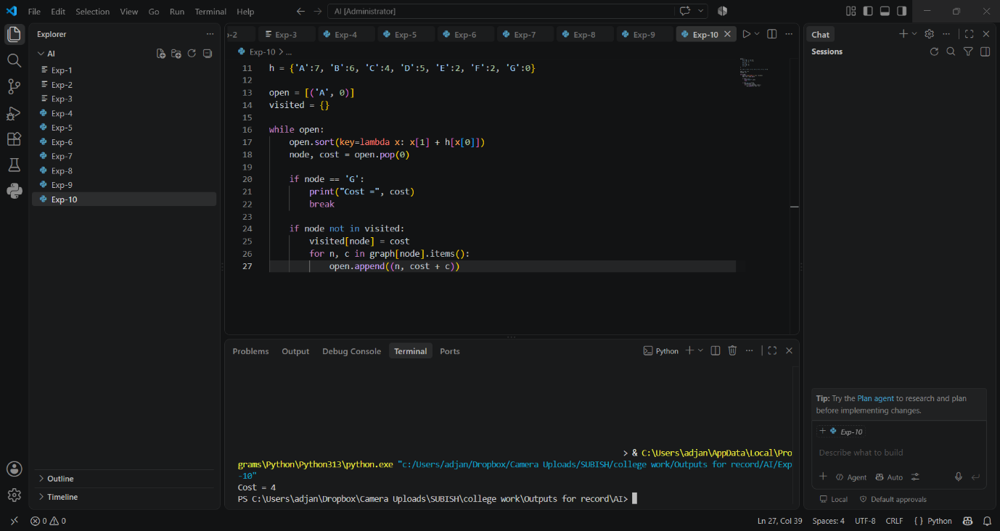 File Edit Selection View Go Run Terminal Help
AI [Administrator]
Explorer
AI
Exp-1
Exp-2
Exp-3
Exp-4
Exp-5
Exp-6
Exp-7
Exp-8
Exp-9
Exp-10
Outline
Timeline
p-2 Exp-3 Exp-4 Exp-5 Exp-6 Exp-7 Exp-8 Exp-9 Exp-10
Exp-10 > ...
11 h = {'A':7, 'B':6, 'C':4, 'D':5, 'E':2, 'F':2, 'G':0}
12
13 open = [('A', 0)]
14 visited = {}
15
16 while open:
17 open.sort(key=lambda x: x[1] + h[x[0]])
18 node, cost = open.pop(0)
19
20 if node == 'G':
21 print("Cost =", cost)
22 break
23
24 if node not in visited:
25 visited[node] = cost
26 for n, c in graph[node].items():
27 open.append((n, cost + c))
Problems Output Debug Console Terminal Ports
Python
> & C:\Users\adjan\AppData\Local\Pro
grams\Python\Python313\python.exe "c:/Users/adjan/Dropbox/Camera Uploads/SUBISH/college work/Outputs for record/AI/Exp
-10"
Cost = 4
PS C:\Users\adjan\Dropbox\Camera Uploads\SUBISH\college work\Outputs for record\AI>
Chat
Sessions
Tip: Try the Plan agent to research and plan
before implementing changes.
Exp-10
Describe what to build
Agent Auto
Local Default approvals
0 0
Ln 27, Col 39 Spaces: 4 UTF-8 CRLF { } Python